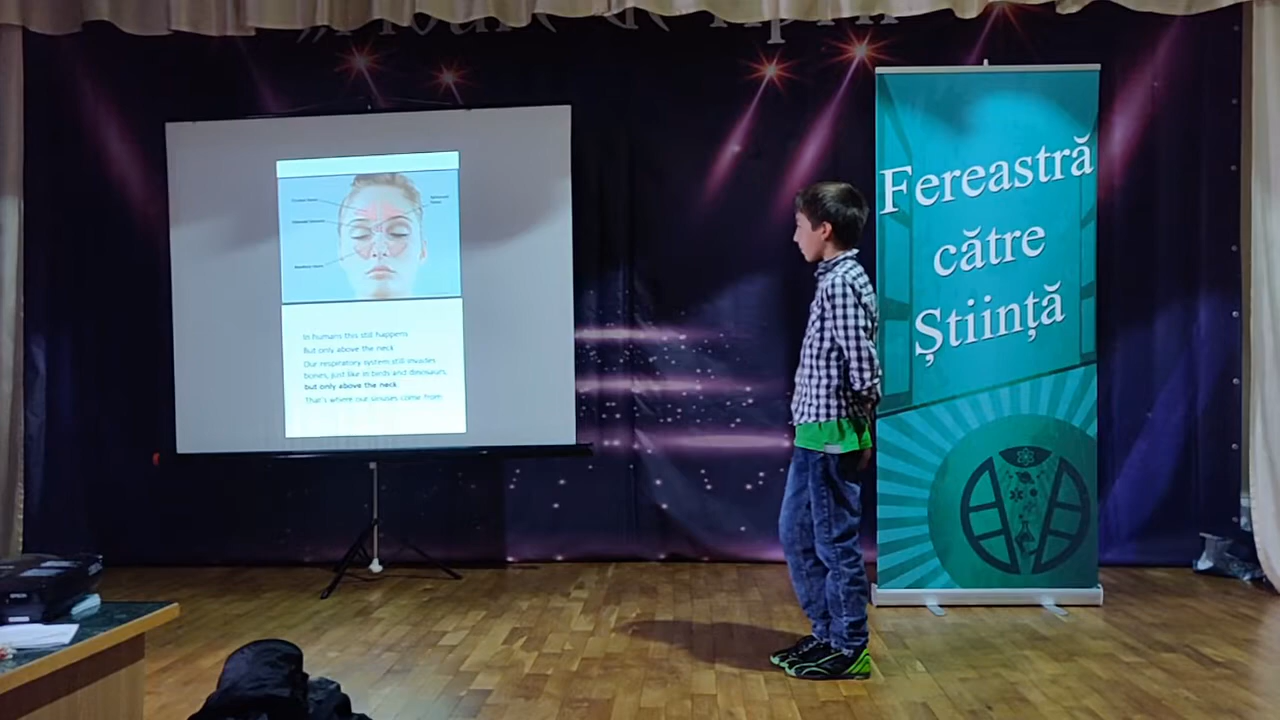 In humans this still happens
But only above the neck
Our respiratory system still invades
bones, just like in birds and dinosaurs,
but only above the neck.
That's where our sinuses come from
Fereastră
către
Știință
EPSON